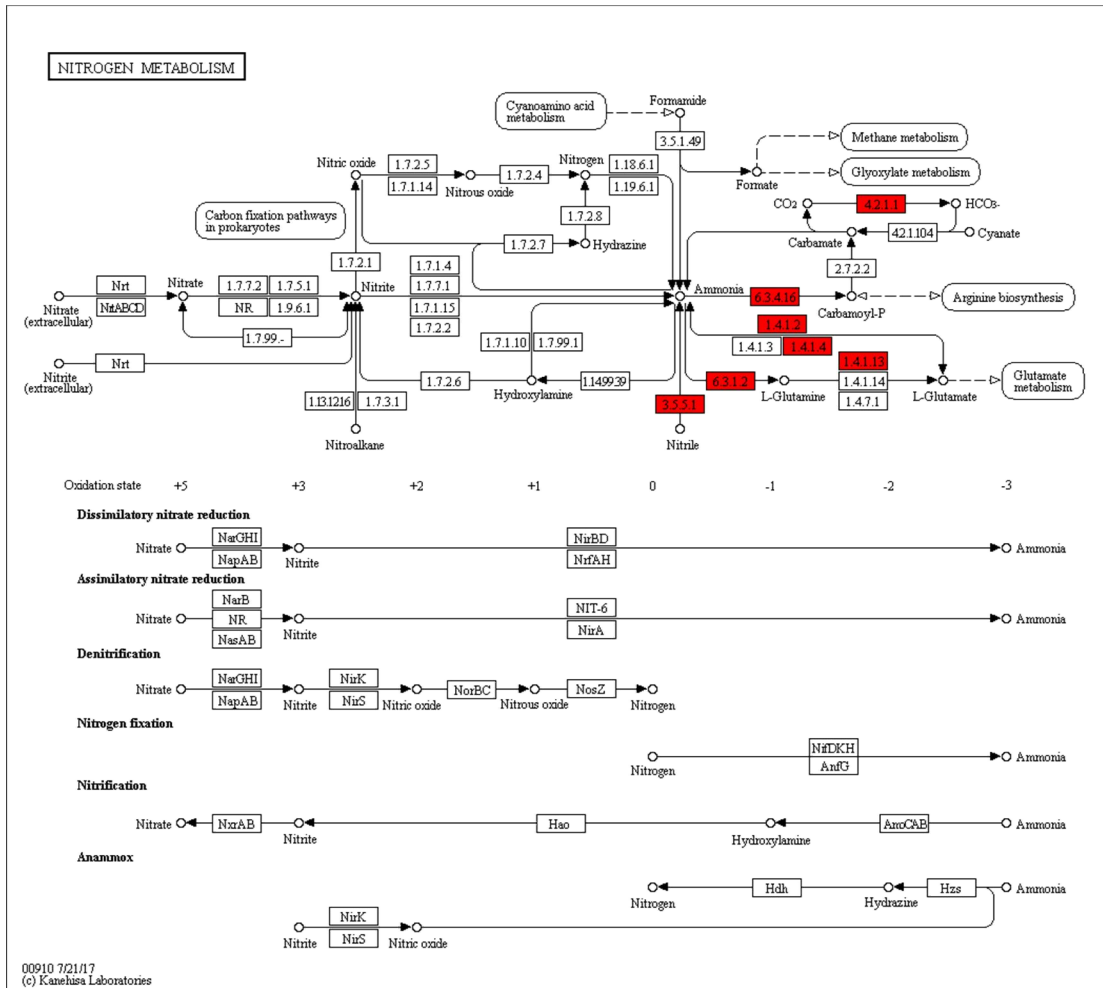 NITROGEN METABOLISM
Cyanoamino acid
metabolism
Formamide
3.5.1.49
Methane metabolism
Nitric oxide
1.7.2.5
1.7.1.14
Nitrous oxide
1.7.2.4
Nitrogen
1.18.6.1
1.19.6.1
Formate
Glyoxylate metabolism
Carbon fixation pathways
in prokaryotes
1.7.2.8
CO2
4.2.1.1
HCO3-
1.7.2.7
Hydrazine
Carbamate
4.2.1.104
Cyanate
1.7.2.1
2.7.2.2
Nrt
NrtABCD
Nitrate
(extracellular)
Nitrate
1.7.7.2
1.7.5.1
NR
1.9.6.1
Nitrite
1.7.1.4
1.7.7.1
1.7.1.15
1.7.2.2
Ammonia
6.3.4.16
Carbamoyl-P
Arginine biosynthesis
1.7.99.-
1.7.1.10
1.7.99.1
1.4.1.2
1.4.1.3
1.4.1.4
Nrt
Nitrite
(extracellular)
1.7.2.6
Hydroxylamine
1.14.99.39
6.3.1.2
L-Glutamine
1.4.1.13
1.4.1.14
1.4.7.1
L-Glutamate
Glutamate
metabolism
1.13.12.16
1.7.3.1
3.5.5.1
Nitroalkane
Nitrile
Oxidation state
+5
+3
+2
+1
0
-1
-2
-3
Dissimilatory nitrate reduction
Nitrate
NarGHI
NapAB
Nitrite
NirBD
NrfAH
Ammonia
Assimilatory nitrate reduction
Nitrate
NarB
NR
NasAB
Nitrite
NIT-6
NirA
Ammonia
Denitrification
Nitrate
NarGHI
NapAB
Nitrite
NirK
NirS
Nitric oxide
NorBC
Nitrous oxide
NosZ
Nitrogen
Nitrogen fixation
Nitrogen
NifDKH
AnfG
Ammonia
Nitrification
Nitrate
NxrAB
Nitrite
Hao
Hydroxylamine
AmoCAB
Ammonia
Anammox
Nitrogen
Hdh
Hydrazine
Hzs
Ammonia
Nitrite
NirK
NirS
Nitric oxide
00910 7/21/17
(c) Kanehisa Laboratories